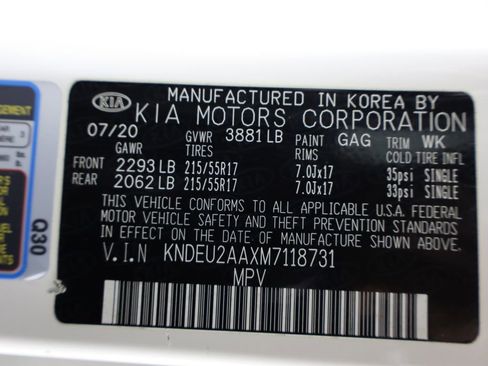 MANUFACTURED IN KOREA BY
KIA KIA MOTORS CORPORATION
07/20 GVWR 3881 LB PAINT GAG TRIM WK
GAWR TIRES RIMS COLD TIRE INFL
FRONT 2293 LB 215/55R17 7.0Jx17 35psi SINGLE
REAR 2062 LB 215/55R17 7.0Jx17 33psi SINGLE
THIS VEHICLE CONFORMS TO ALL APPLICABLE U.S.A. FEDERAL
MOTOR VEHICLE SAFETY AND THEFT PREVENTION STANDARDS
IN EFFECT ON THE DATE OF MANUFACTURE SHOWN ABOVE
V.I.N KNDEU2AAXM7118731
MPV
Q30